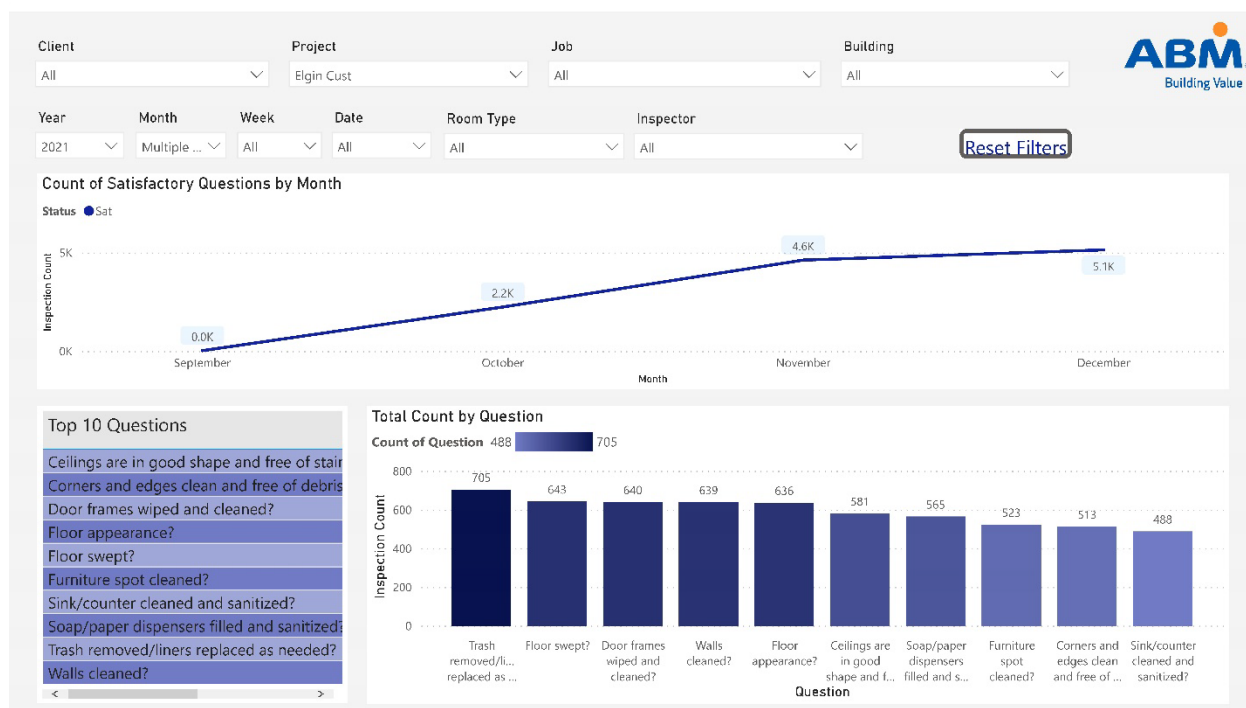 Client
Project
Job
Building
All
Elgin Cust
All
All
ABM
Building Value
Year
Month
Week
Date
Room Type
Inspector
2021
Multiple ...
All
All
All
All
Reset Filters
Count of Satisfactory Questions by Month
Status Sat
5K
0K
Inspection Count
0.0K
2.2K
4.6K
5.1K
September
October
November
December
Month
Top 10 Questions
Ceilings are in good shape and free of stair
Corners and edges clean and free of debris
Door frames wiped and cleaned?
Floor appearance?
Floor swept?
Furniture spot cleaned?
Sink/counter cleaned and sanitized?
Soap/paper dispensers filled and sanitized?
Trash removed/liners replaced as needed?
Walls cleaned?
Total Count by Question
Count of Question 488 705
800
600
400
200
0
Inspection Count
705
643
640
639
636
581
565
523
513
488
Trash
removed/li...
replaced as ...
Floor swept?
Door frames
wiped and
cleaned?
Walls
cleaned?
Floor
appearance?
Ceilings are
in good
shape and f...
Soap/paper
dispensers
filled and s...
Furniture
spot
cleaned?
Corners and
edges clean
and free of ...
Sink/counter
cleaned and
sanitized?
Question